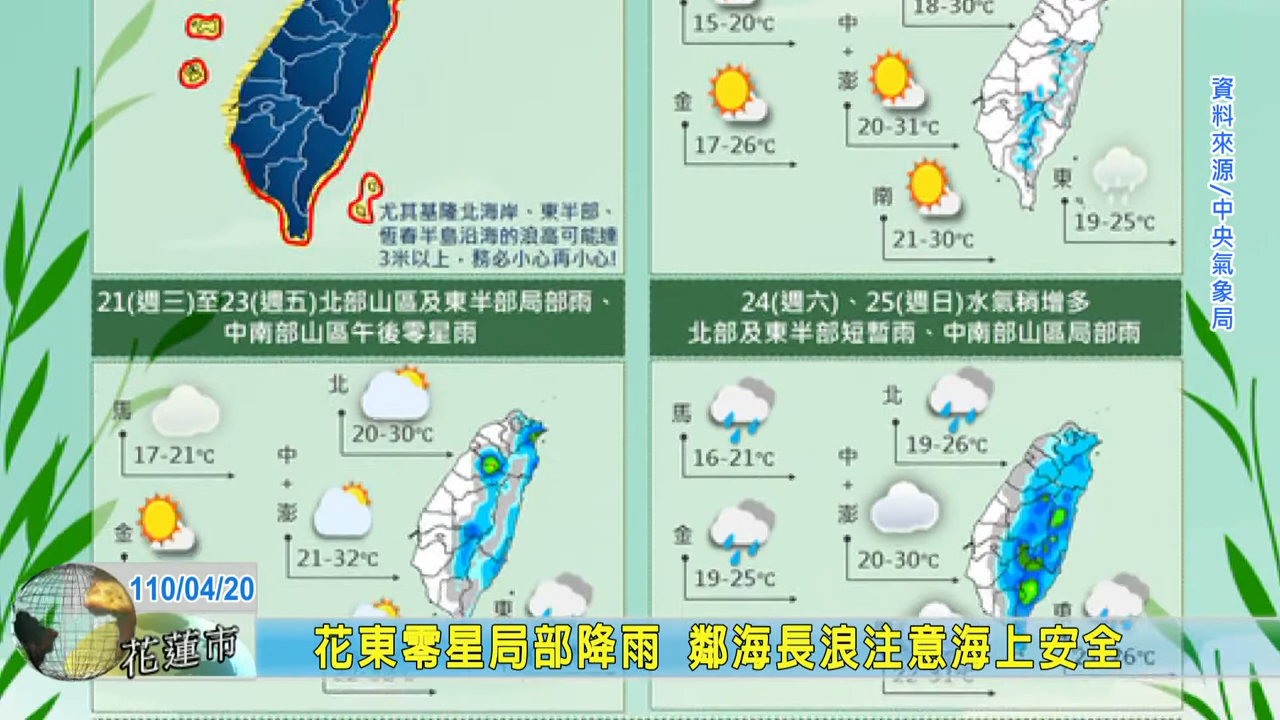 尤其基隆北海岸、東半部、
恆春半島沿海的浪高可能達
3米以上，務必小心再小心!
15-20℃
金
17-26℃
18-30℃
中
+
澎
20-31℃
南
21-30℃
東
19-25℃
資料來源/中央氣象局
21(週三)至23(週五)北部山區及東半部局部雨、
中南部山區午後零星雨
馬
17-21℃
金
北
20-30℃
中
+
澎
21-32℃
東
24(週六)、25(週日)水氣稍增多
北部及東半部短暫雨、中南部山區局部雨
馬
16-21℃
金
19-25℃
北
19-26℃
中
+
澎
20-30℃
東
110/04/20
花蓮市
花東零星局部降雨 鄰海長浪注意海上安全